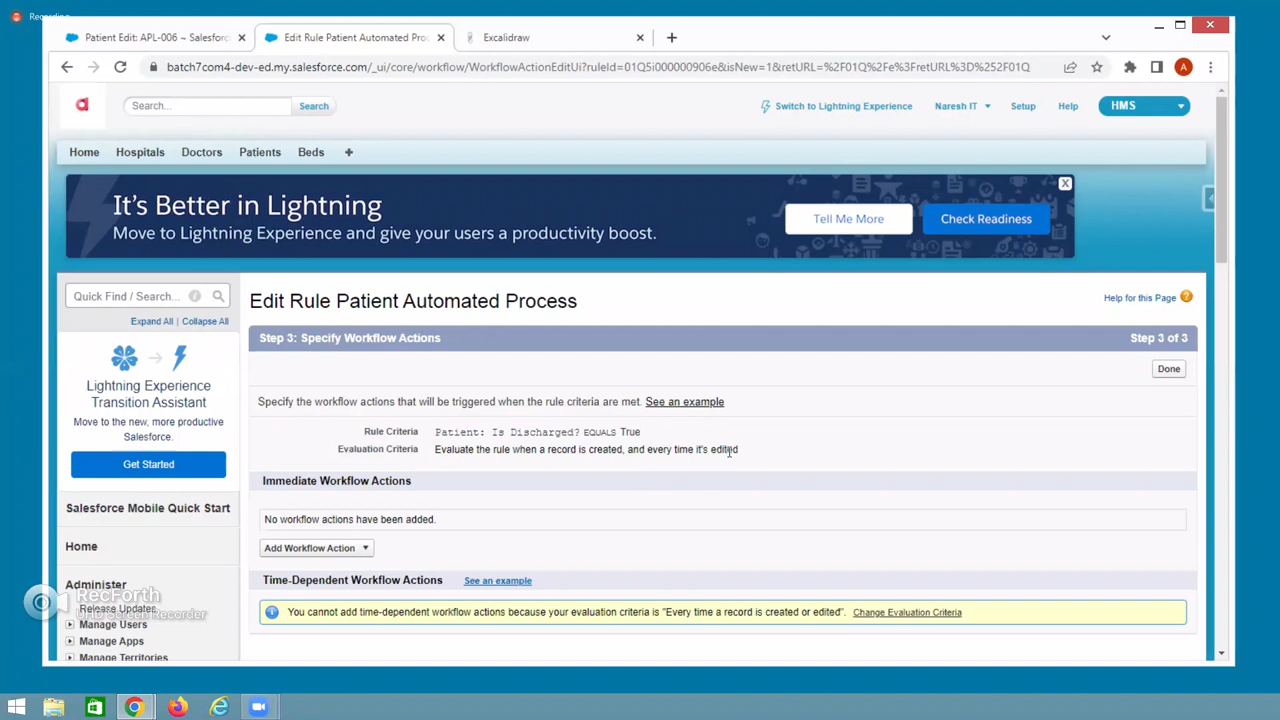 Recording
Patient Edit: APL-006 ~ Salesforc
Edit Rule Patient Automated Proc
Excalidraw
batch7com4-dev-ed.my.salesforce.com/_ui/core/workflow/WorkflowActionEditUi?ruleId=01Q5i000000906e&isNew=1&retURL=%2F01Q%2Fe%3FretURL%3D%252F01Q
A
Search...
Search
Switch to Lightning Experience
Naresh IT
Setup
Help
HMS
Home
Hospitals
Doctors
Patients
Beds
It's Better in Lightning
Move to Lightning Experience and give your users a productivity boost.
Tell Me More
Check Readiness
X
Quick Find / Search...
Expand All | Collapse All
Lightning Experience
Transition Assistant
Move to the new, more productive
Salesforce.
Get Started
Salesforce Mobile Quick Start
Home
Administer
Release Updates
Manage Users
Manage Apps
Manage Territories
RecForth
UHD Screen Recorder
Edit Rule Patient Automated Process
Help for this Page
Step 3: Specify Workflow Actions
Step 3 of 3
Done
Specify the workflow actions that will be triggered when the rule criteria are met. See an example
Rule Criteria Patient: Is Discharged? EQUALS True
Evaluation Criteria Evaluate the rule when a record is created, and every time it's edited
Immediate Workflow Actions
No workflow actions have been added.
Add Workflow Action
Time-Dependent Workflow Actions See an example
You cannot add time-dependent workflow actions because your evaluation criteria is "Every time a record is created or edited". Change Evaluation Criteria